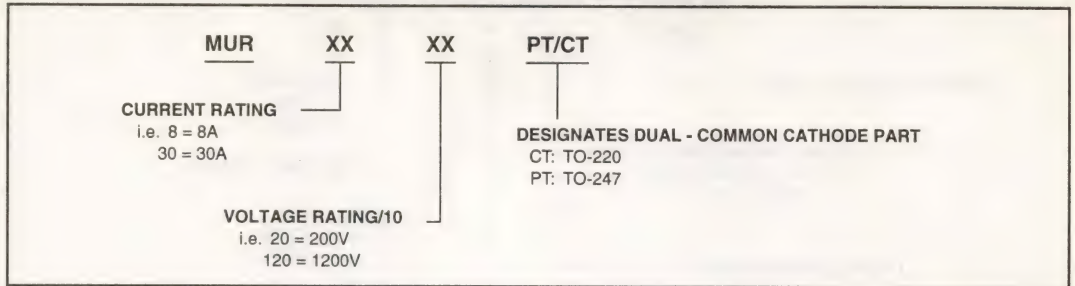 MUR XX XX PT/CT
CURRENT RATING
i.e. 8 = 8A
30 = 30A
DESIGNATES DUAL - COMMON CATHODE PART
CT: TO-220
PT: TO-247
VOLTAGE RATING/10
i.e. 20 = 200V
120 = 1200V